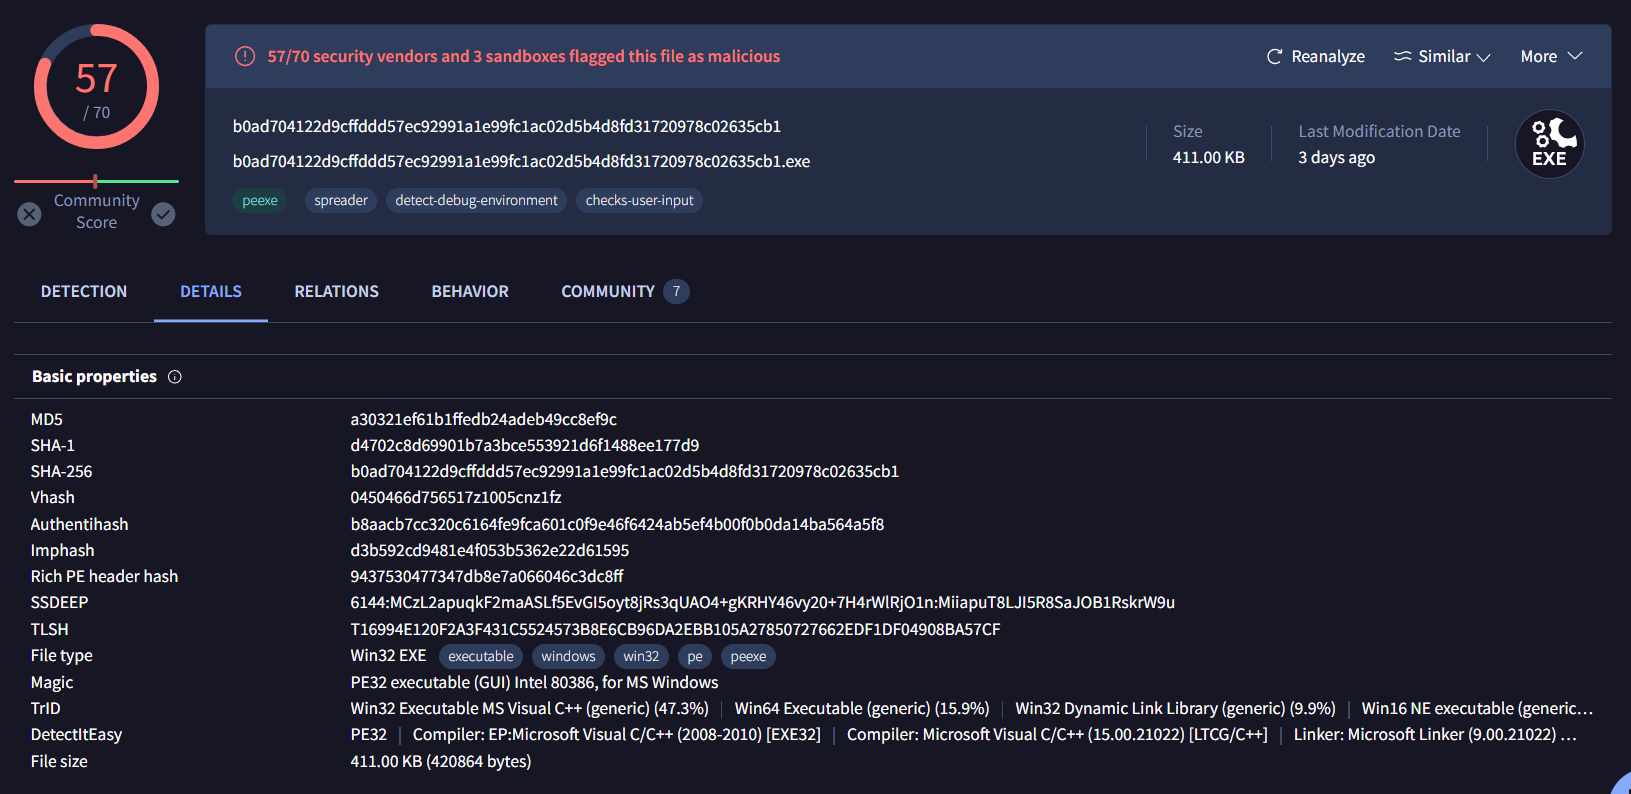 57
/ 70
Community
Score
57/70 security vendors and 3 sandboxes flagged this file as malicious
Reanalyze Similar More
b0ad704122d9cffddd57ec92991a1e99fc1ac02d5b4d8fd31720978c02635cb1
b0ad704122d9cffddd57ec92991a1e99fc1ac02d5b4d8fd31720978c02635cb1.exe
peexe spreader detect-debug-environment checks-user-input
Size
411.00 KB
Last Modification Date
3 days ago
EXE
DETECTION DETAILS RELATIONS BEHAVIOR COMMUNITY 7
Basic properties
MD5 a30321ef61b1ffedb24adeb49cc8ef9c
SHA-1 d4702c8d69901b7a3bce553921d6f1488ee177d9
SHA-256 b0ad704122d9cffddd57ec92991a1e99fc1ac02d5b4d8fd31720978c02635cb1
Vhash 0450466d756517z1005cnz1fz
Authentihash b8aacb7cc320c6164fe9fca601c0f9e46f6424ab5ef4b00f0b0da14ba564a5f8
Imphash d3b592cd9481e4f053b5362e22d61595
Rich PE header hash 9437530477347db8e7a066046c3dc8ff
SSDEEP 6144:MCzL2apuqkF2maASLf5EvGI5oyt8jRs3qUAO4+gKRHY46vy20+7H4rWlRjO1n:MiiapuT8LJI5R8SaJOB1RskrW9u
TLSH T16994E120F2A3F431C5524573B8E6CB96DA2EBB105A27850727662EDF1DF04908BA57CF
File type Win32 EXE executable windows win32 pe peexe
Magic PE32 executable (GUI) Intel 80386, for MS Windows
TrID Win32 Executable MS Visual C++ (generic) (47.3%) | Win64 Executable (generic) (15.9%) | Win32 Dynamic Link Library (generic) (9.9%) | Win16 NE executable (generic…
DetectItEasy PE32 | Compiler: EP:Microsoft Visual C/C++ (2008-2010) [EXE32] | Compiler: Microsoft Visual C/C++ (15.00.21022) [LTCG/C++] | Linker: Microsoft Linker (9.00.21022) …
File size 411.00 KB (420864 bytes)